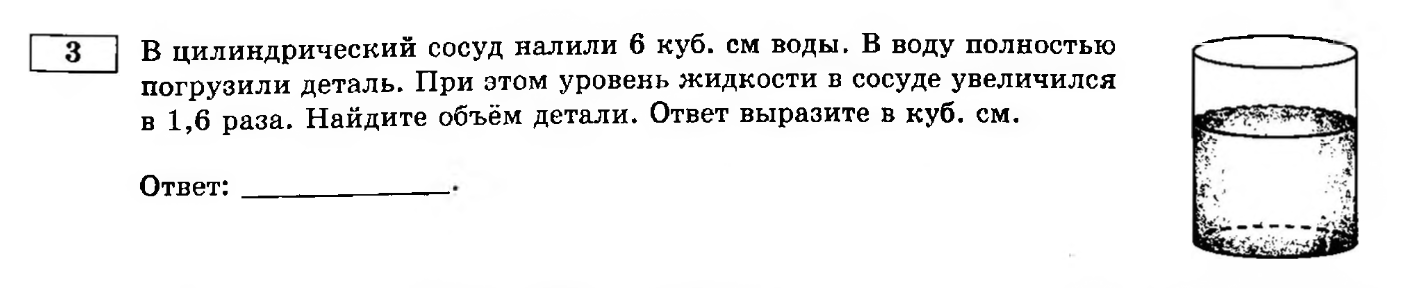 3
В цилиндрический сосуд налили 6 куб. см воды. В воду полностью
погрузили деталь. При этом уровень жидкости в сосуде увеличился
в 1,6 раза. Найдите объём детали. Ответ выразите в куб. см.
Ответ: ____________.